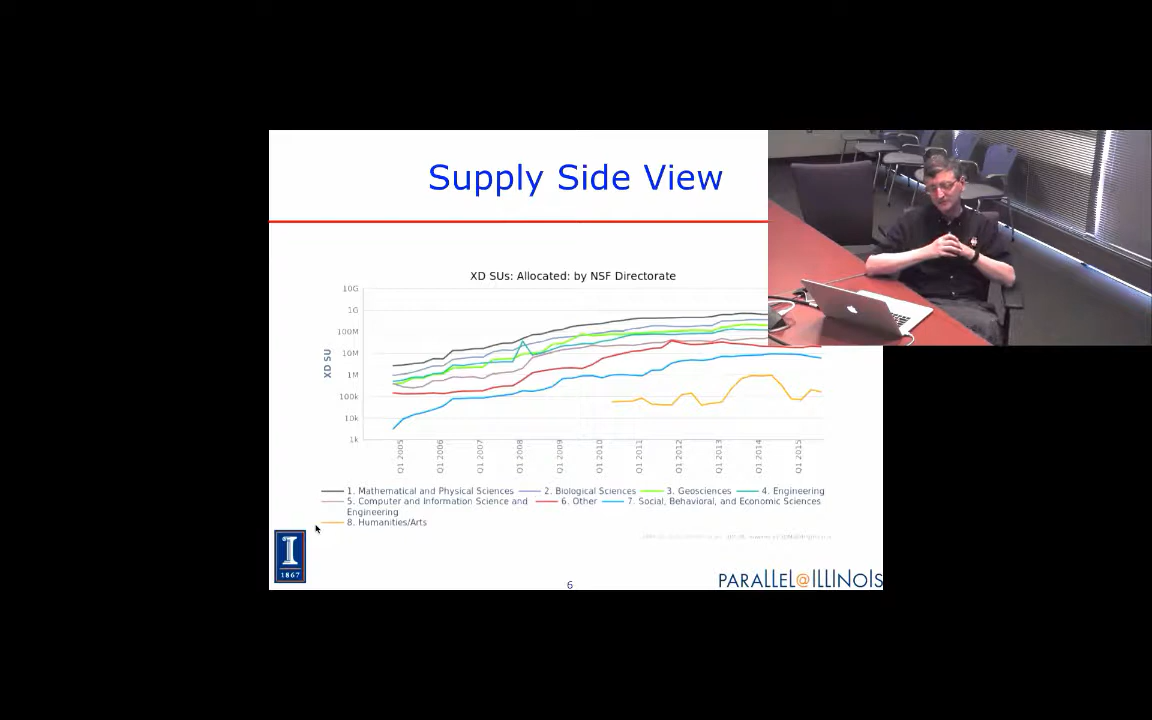 Supply Side View
XD SUs: Allocated: by NSF Directorate
XD SU
10G
1G
100M
10M
1M
100k
10k
1k
Q1 2005
Q1 2006
Q1 2007
Q1 2008
Q1 2009
Q1 2010
Q1 2011
Q1 2012
Q1 2013
Q1 2014
Q1 2015
1. Mathematical and Physical Sciences 2. Biological Sciences 3. Geosciences 4. Engineering
5. Computer and Information Science and Engineering 6. Other 7. Social, Behavioral, and Economic Sciences
8. Humanities/Arts
I
1867
6
PARALLEL@ILLINOIS